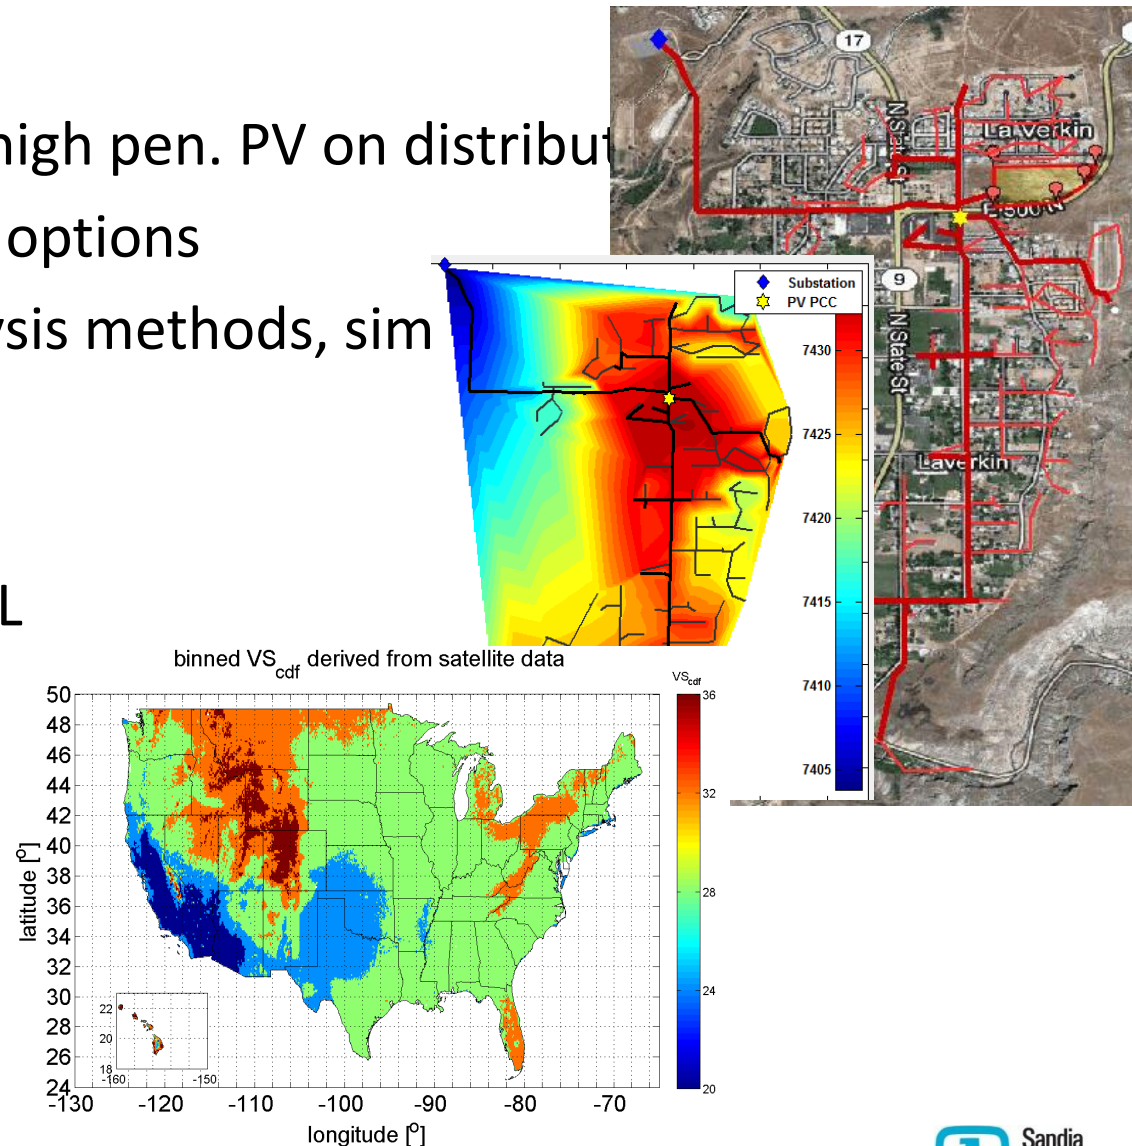 high pen. PV on distribut
options
ysis methods, sim
L
17
La Verkin
N State St
E 500 N
9
N State St
Laverkin
Substation
PV PCC
7430
7425
7420
7415
7410
7405
binned VScdf derived from satellite data
VScdf
36
32
28
24
20
50
48
46
44
42
40
38
36
34
32
30
28
26
24
latitude [o]
22
20
18
-160 -150
-130 -120 -110 -100 -90 -80 -70
longitude [o]
Sandia